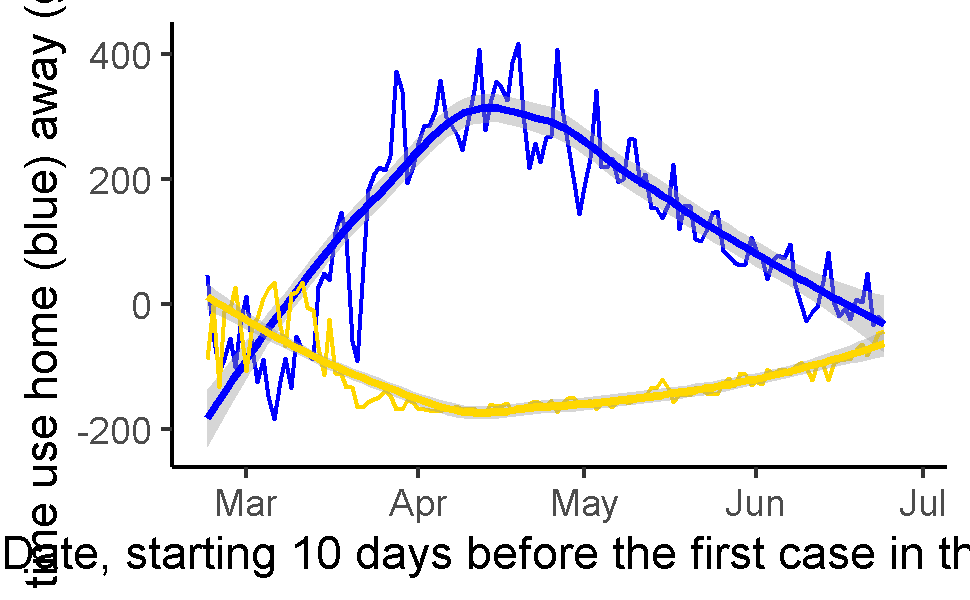 time use home (blue) away (
400
200
0
-200
Mar Apr May Jun Jul
Date, starting 10 days before the first case in th